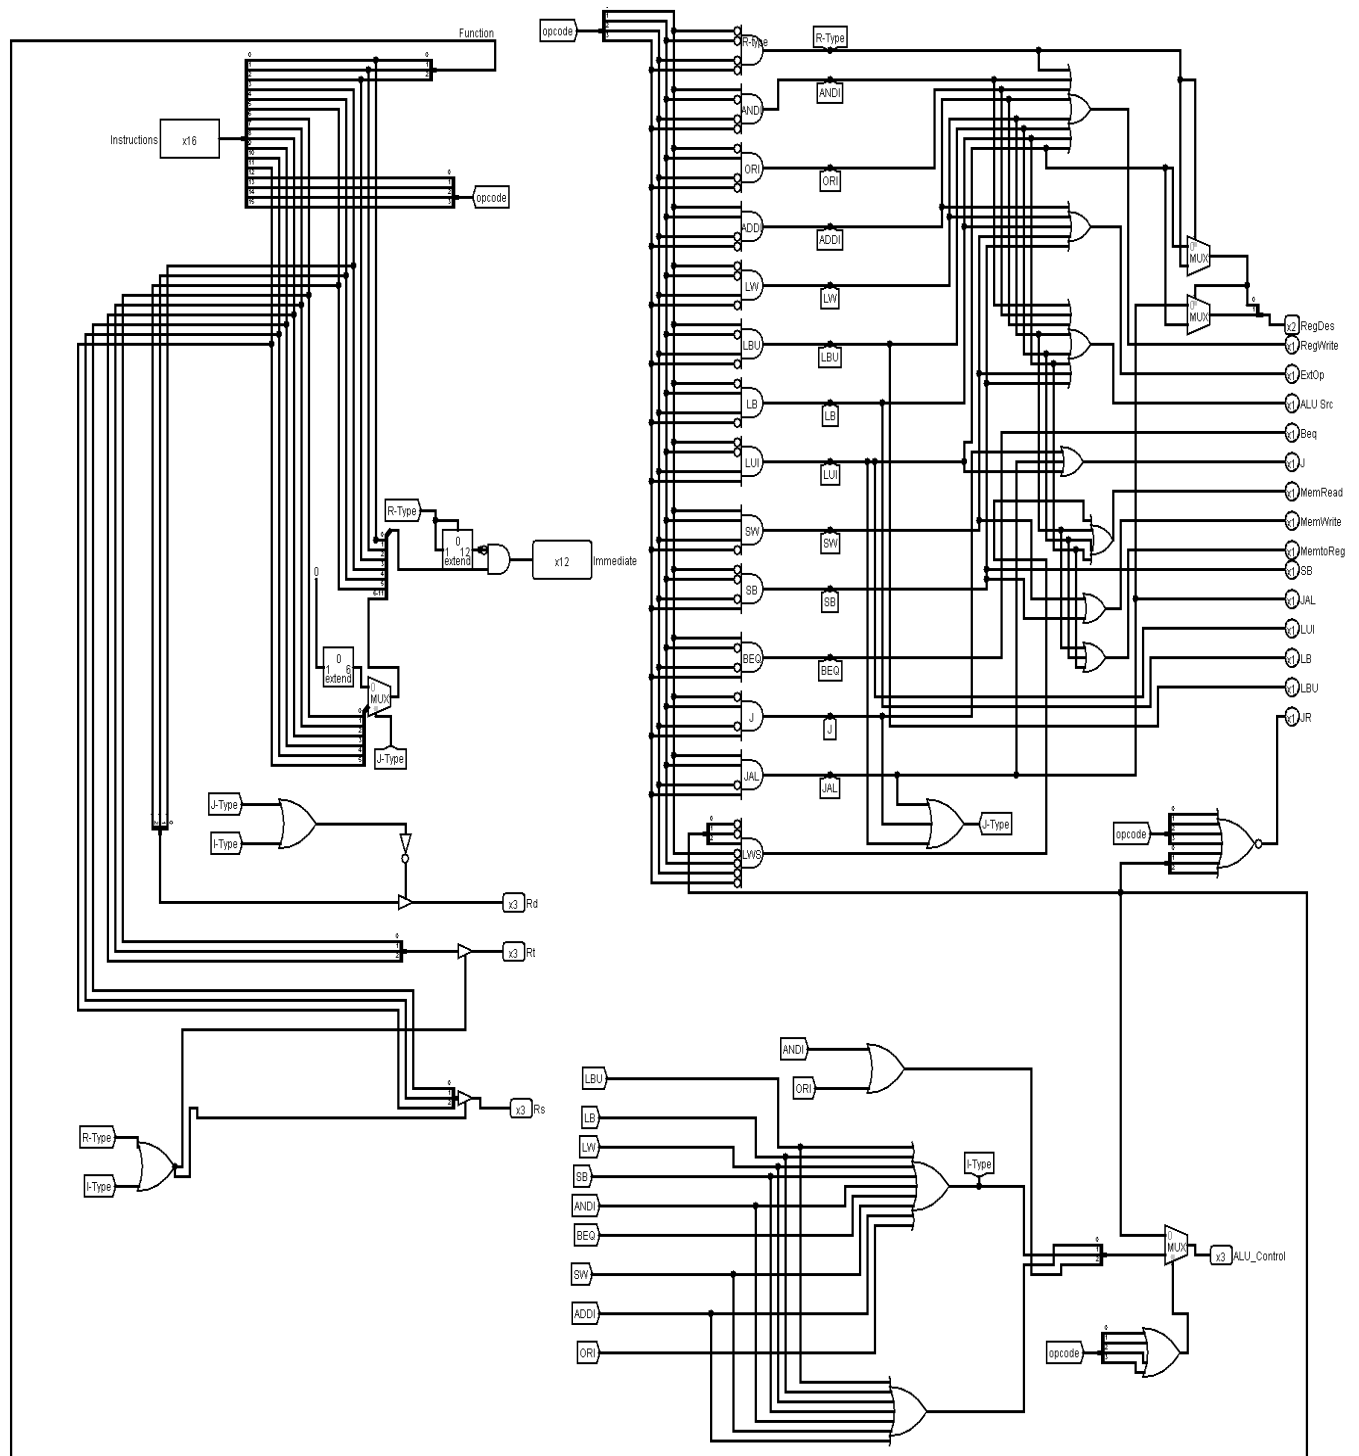 Function
opcode
R-type
R-Type
Instructions
x16
opcode
ANDI
ANDI
ORI
ORI
ADDI
ADDI
LW
LW
LBU
LBU
LB
LB
LUI
LUI
SW
SW
SB
SB
BEQ
BEQ
J
J
JAL
JAL
LWS
MUX
MUX
x2 RegDes
x1 RegWrite
x1 ExtOp
x1 ALU Src
x1 Beq
x1 J
x1 MemRead
x1 MemWrite
x1 MemtoReg
x1 SB
x1 JAL
x1 LUI
x1 LB
x1 LBU
x1 JR
R-Type
0
1 12
extend
x12
Immediate
0
0
1 6
extend
0
MUX
J-Type
J-Type
I-Type
J-Type
opcode
x3 Rd
x3 Rt
x3 Rs
R-Type
I-Type
ANDI
ORI
LBU
LB
LW
SB
ANDI
BEQ
SW
ADDI
ORI
I-Type
0
MUX
x3 ALU_Control
opcode